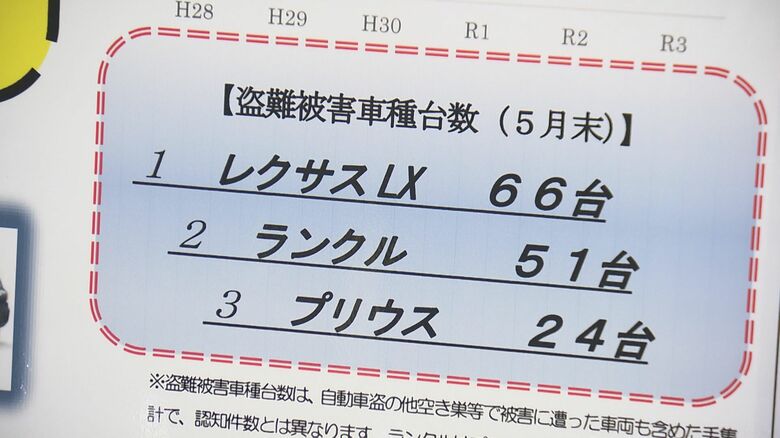 H28 H29 H30 R1 R2 R3
【盗難被害車種台数（５月末）】
1 レクサスLX ６６台
2 ランクル ５１台
3 プリウス ２４台
※盗難被害車種台数は、自動車盗の他空き巣等で被害に遭った車両も含めた手集
計で、認知件数とは異なります。ランクル